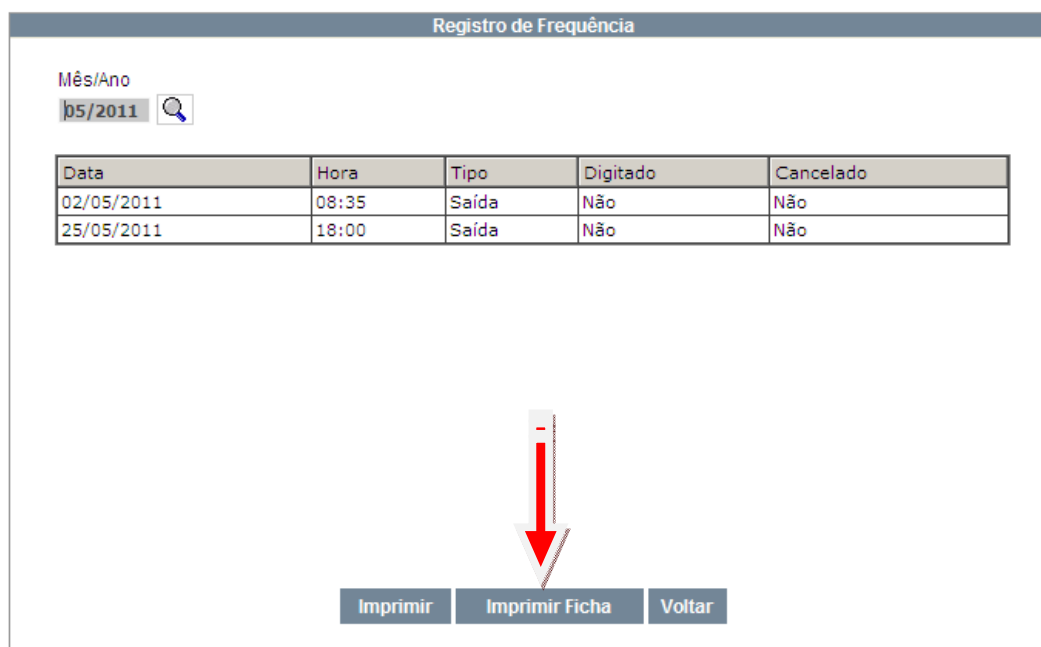 Registro de Frequência
Mês/Ano
05/2011
Data Hora Tipo Digitado Cancelado
02/05/2011 08:35 Saída Não Não
25/05/2011 18:00 Saída Não Não
-
Imprimir Imprimir Ficha Voltar